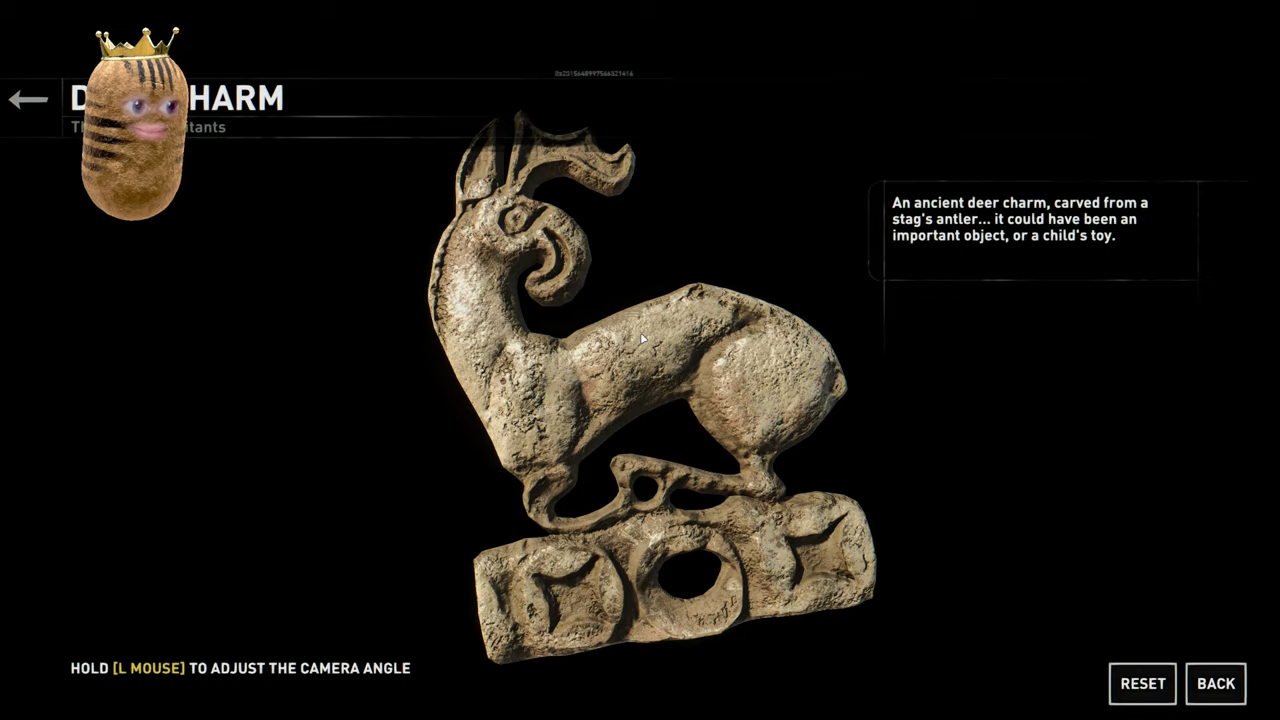 HARM
itants
An ancient deer charm, carved from a
stag's antler... it could have been an
important object, or a child's toy.
HOLD [L MOUSE] TO ADJUST THE CAMERA ANGLE
RESET
BACK